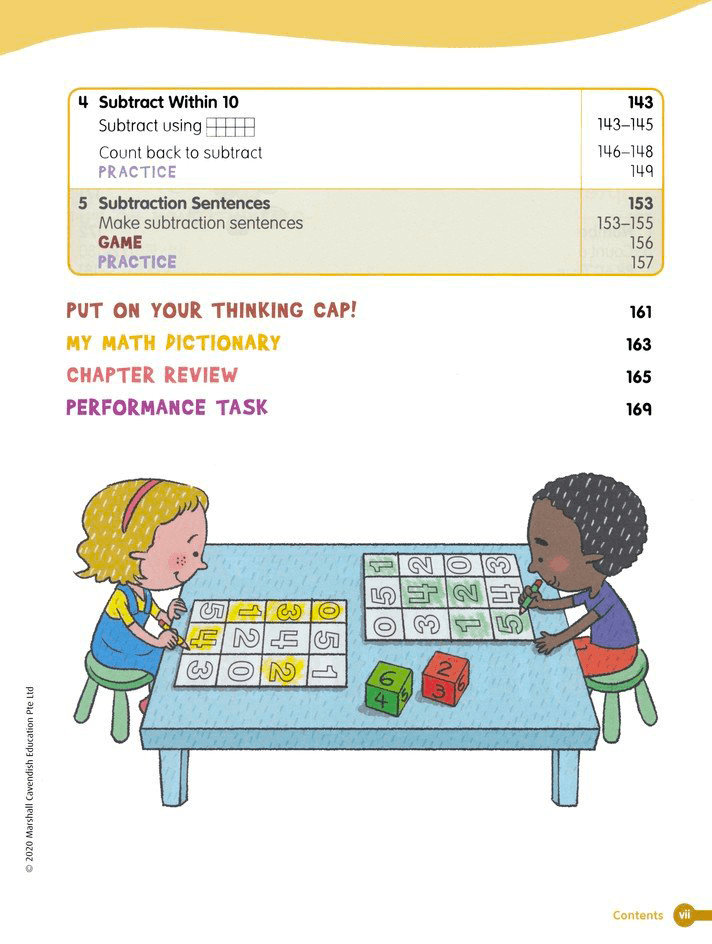 4 Subtract Within 10 143
Subtract using 143–145
Count back to subtract 146–148
PRACTICE 149
5 Subtraction Sentences 153
Make subtraction sentences 153–155
GAME 156
PRACTICE 157
PUT ON YOUR THINKING CAP! 161
MY MATH DICTIONARY 163
CHAPTER REVIEW 165
PERFORMANCE TASK 169
5 1 3 0
4 2 4 5
3 0 2 1
1 2 0 3
5 4 2 4
0 3 1 5
6 4 5
2 3 6
© 2020 Marshall Cavendish Education Pte Ltd
Contents vii